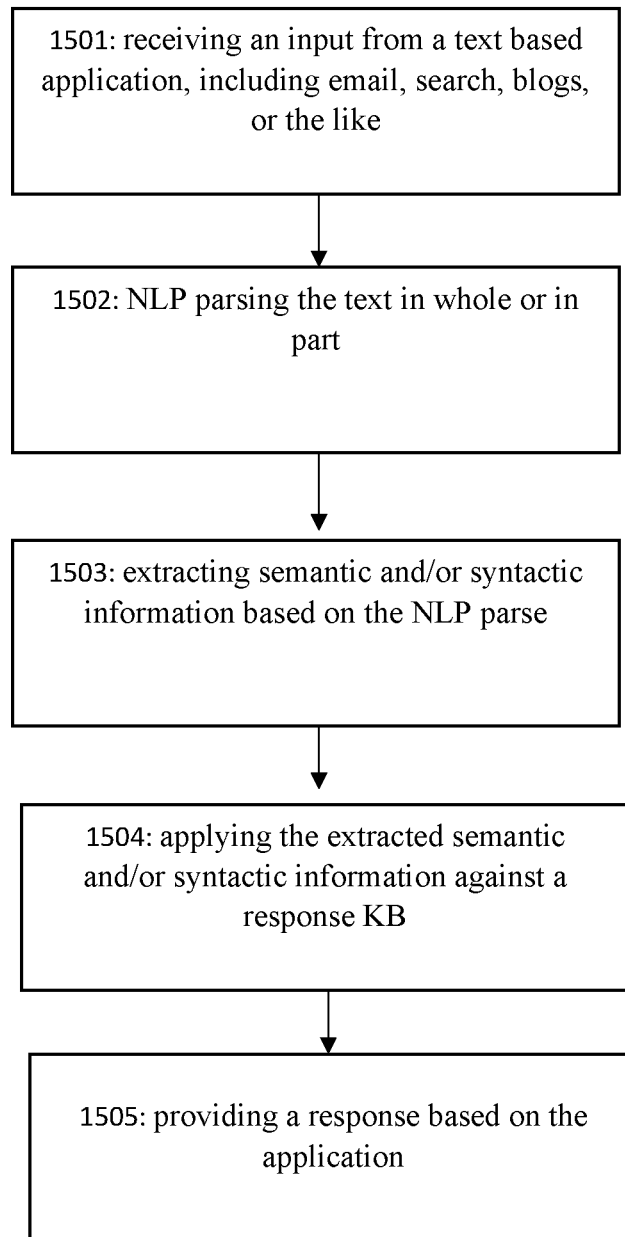 1501: receiving an input from a text based
application, including email, search, blogs,
or the like
1502: NLP parsing the text in whole or in
part
1503: extracting semantic and/or syntactic
information based on the NLP parse
1504: applying the extracted semantic
and/or syntactic information against a
response KB
1505: providing a response based on the
application